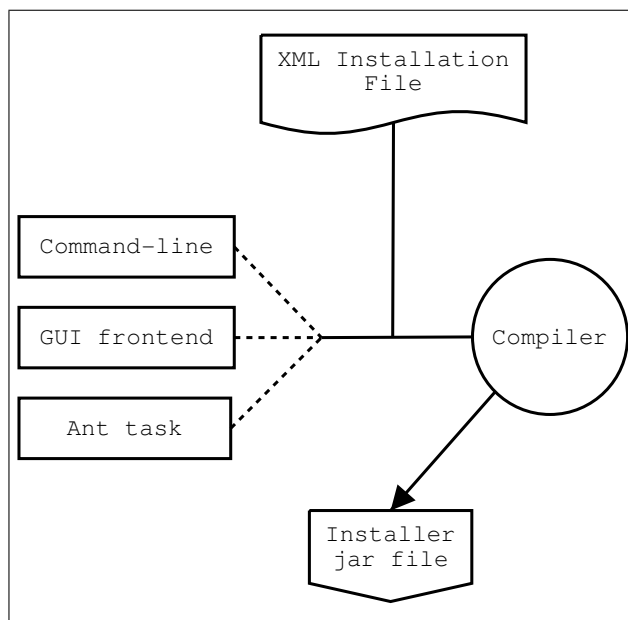 XML Installation
File
Command-line
GUI frontend
Compiler
Ant task
Installer
jar file